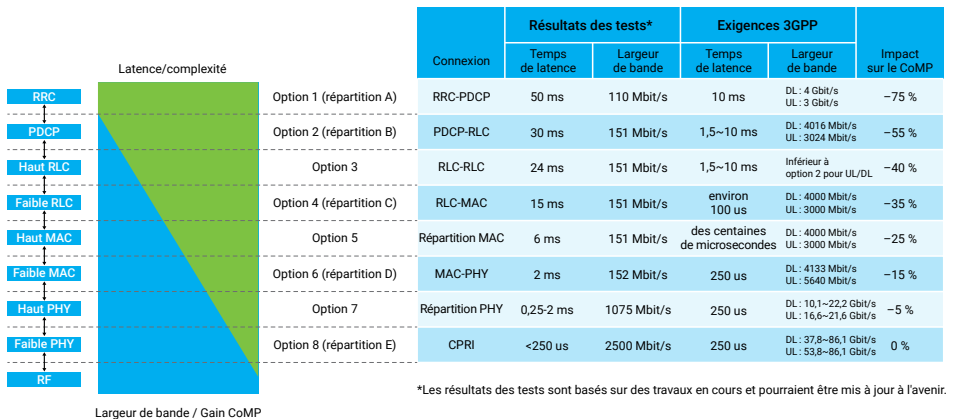 Résultats des tests* Exigences 3GPP
Connexion Temps de latence Largeur de bande Temps de latence Largeur de bande Impact sur le CoMP
Latence/complexité
RRC Option 1 (répartition A) RRC-PDCP 50 ms 110 Mbit/s 10 ms DL : 4 Gbit/s UL : 3 Gbit/s −75 %
PDCP Option 2 (répartition B) PDCP-RLC 30 ms 151 Mbit/s 1,5~10 ms DL : 4016 Mbit/s UL : 3024 Mbit/s −55 %
Haut RLC Option 3 RLC-RLC 24 ms 151 Mbit/s 1,5~10 ms Inférieur à option 2 pour UL/DL −40 %
Faible RLC Option 4 (répartition C) RLC-MAC 15 ms 151 Mbit/s environ 100 us DL : 4000 Mbit/s UL : 3000 Mbit/s −35 %
Haut MAC Option 5 Répartition MAC 6 ms 151 Mbit/s des centaines de microsecondes DL : 4000 Mbit/s UL : 3000 Mbit/s −25 %
Faible MAC Option 6 (répartition D) MAC-PHY 2 ms 152 Mbit/s 250 us DL : 4133 Mbit/s UL : 5640 Mbit/s −15 %
Haut PHY Option 7 Répartition PHY 0,25-2 ms 1075 Mbit/s 250 us DL : 10,1~22,2 Gbit/s UL : 16,6~21,6 Gbit/s −5 %
Faible PHY Option 8 (répartition E) CPRI <250 us 2500 Mbit/s 250 us DL : 37,8~86,1 Gbit/s UL : 53,8~86,1 Gbit/s 0 %
RF
*Les résultats des tests sont basés sur des travaux en cours et pourraient être mis à jour à l'avenir.
Largeur de bande / Gain CoMP